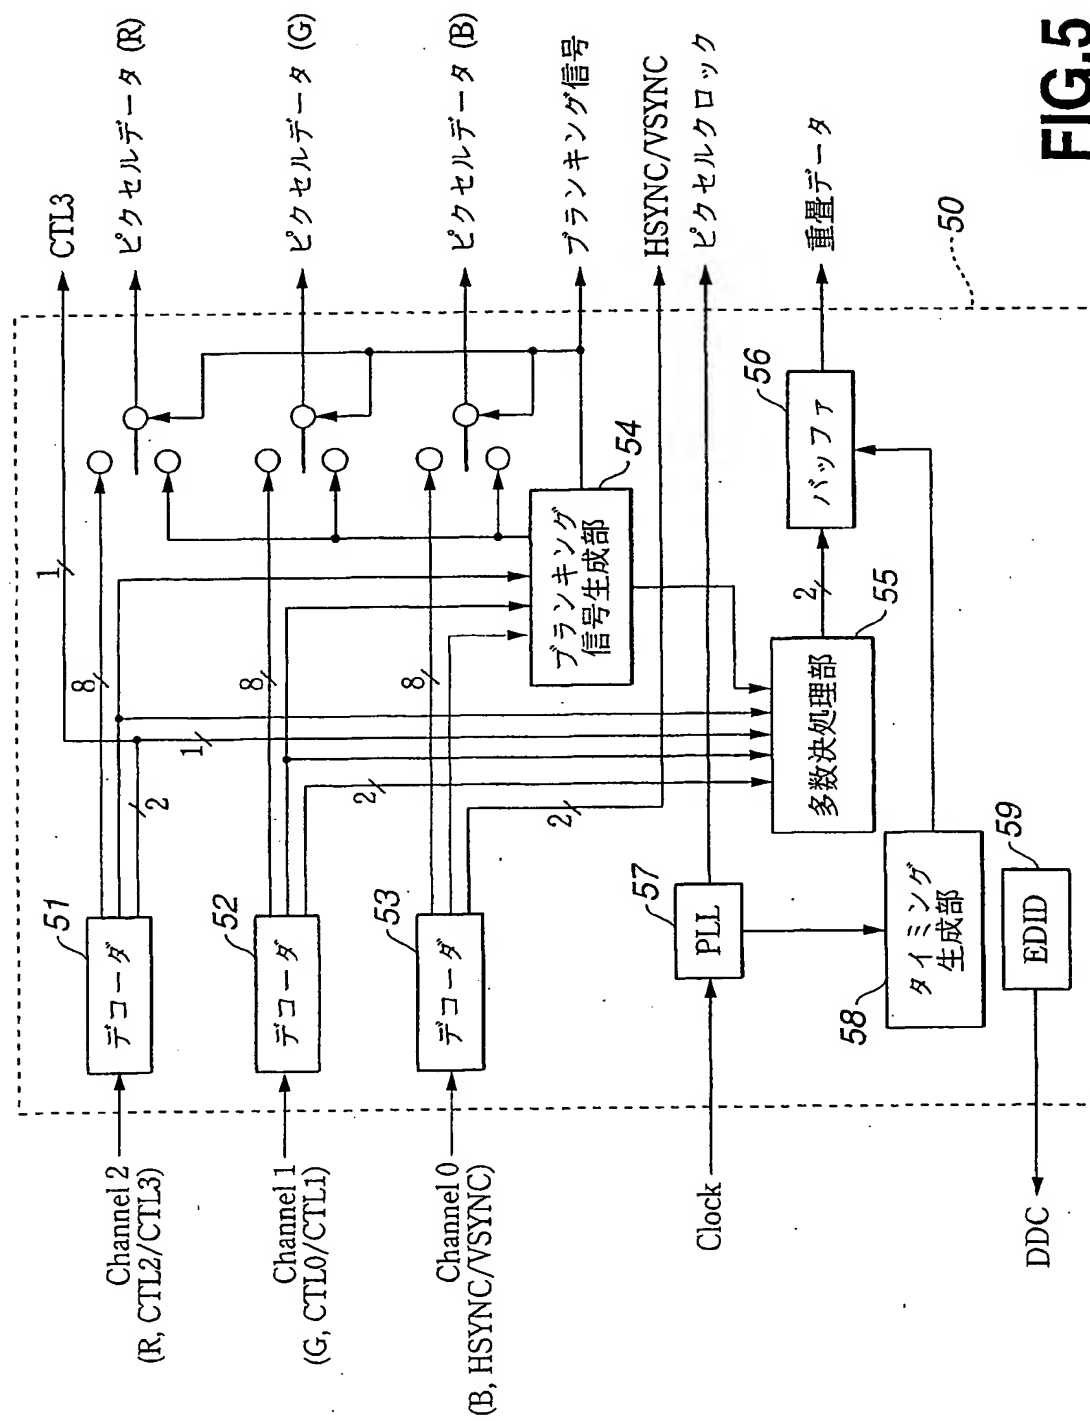 FIG.5
Channel 2
(R, CTL2/CTL3)
Channel 1
(G, CTL0/CTL1)
Channel 0
(B, HSYNC/VSYNC)
Clock
DDC
51
デコーダ
52
デコーダ
53
デコーダ
8
2
1
1
8
2
8
2
57
PLL
58
タイミング
生成部
59
EDID
54
ブランキング
信号生成部
55
多数決処理部
2
56
バッファ
50
CTL3
ピクセルデータ (R)
ピクセルデータ (G)
ピクセルデータ (B)
ブランキング信号
HSYNC/VSYNC
ピクセルクロック
重畳データ